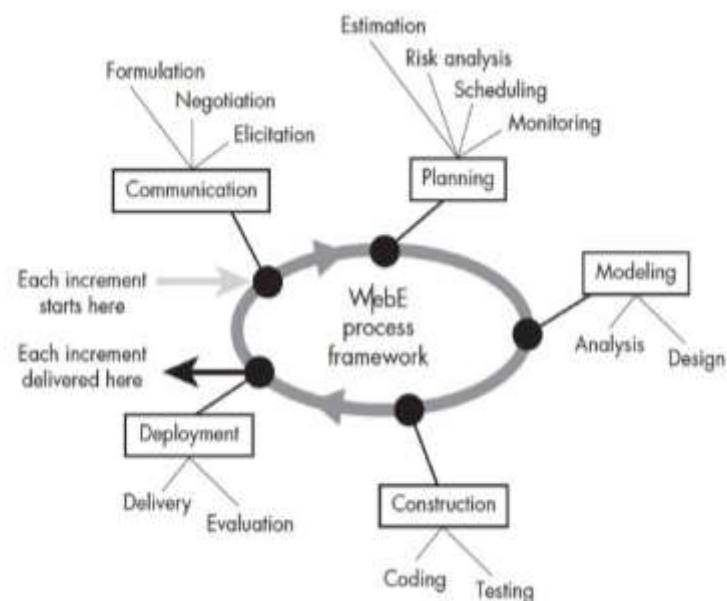 Estimation
Risk analysis
Scheduling
Monitoring
Planning
Formulation
Negotiation
Elicitation
Communication
Each increment
starts here
WebE
process
framework
Modeling
Analysis
Design
Each increment
delivered here
Deployment
Delivery
Evaluation
Construction
Coding
Testing